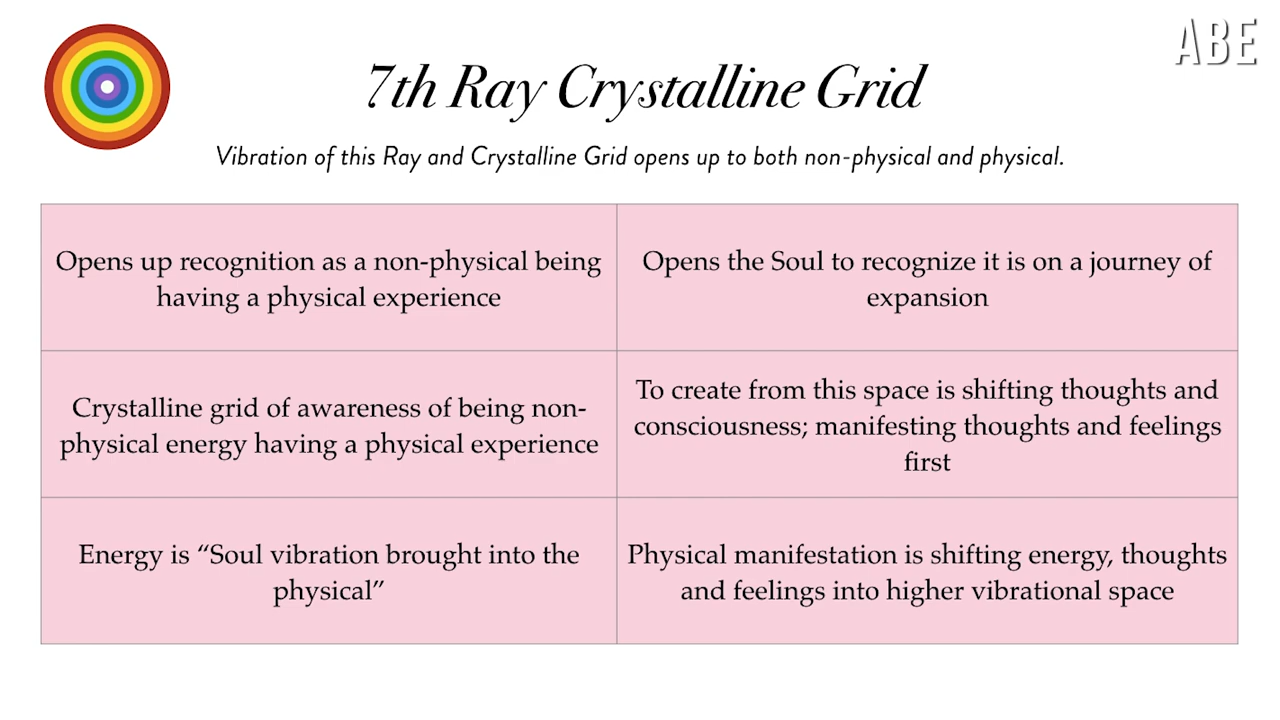 ABE
7th Ray Crystalline Grid
Vibration of this Ray and Crystalline Grid opens up to both non-physical and physical.
Opens up recognition as a non-physical being
having a physical experience
Opens the Soul to recognize it is on a journey of
expansion
Crystalline grid of awareness of being non-
physical energy having a physical experience
To create from this space is shifting thoughts and
consciousness; manifesting thoughts and feelings
first
Energy is “Soul vibration brought into the
physical”
Physical manifestation is shifting energy, thoughts
and feelings into higher vibrational space